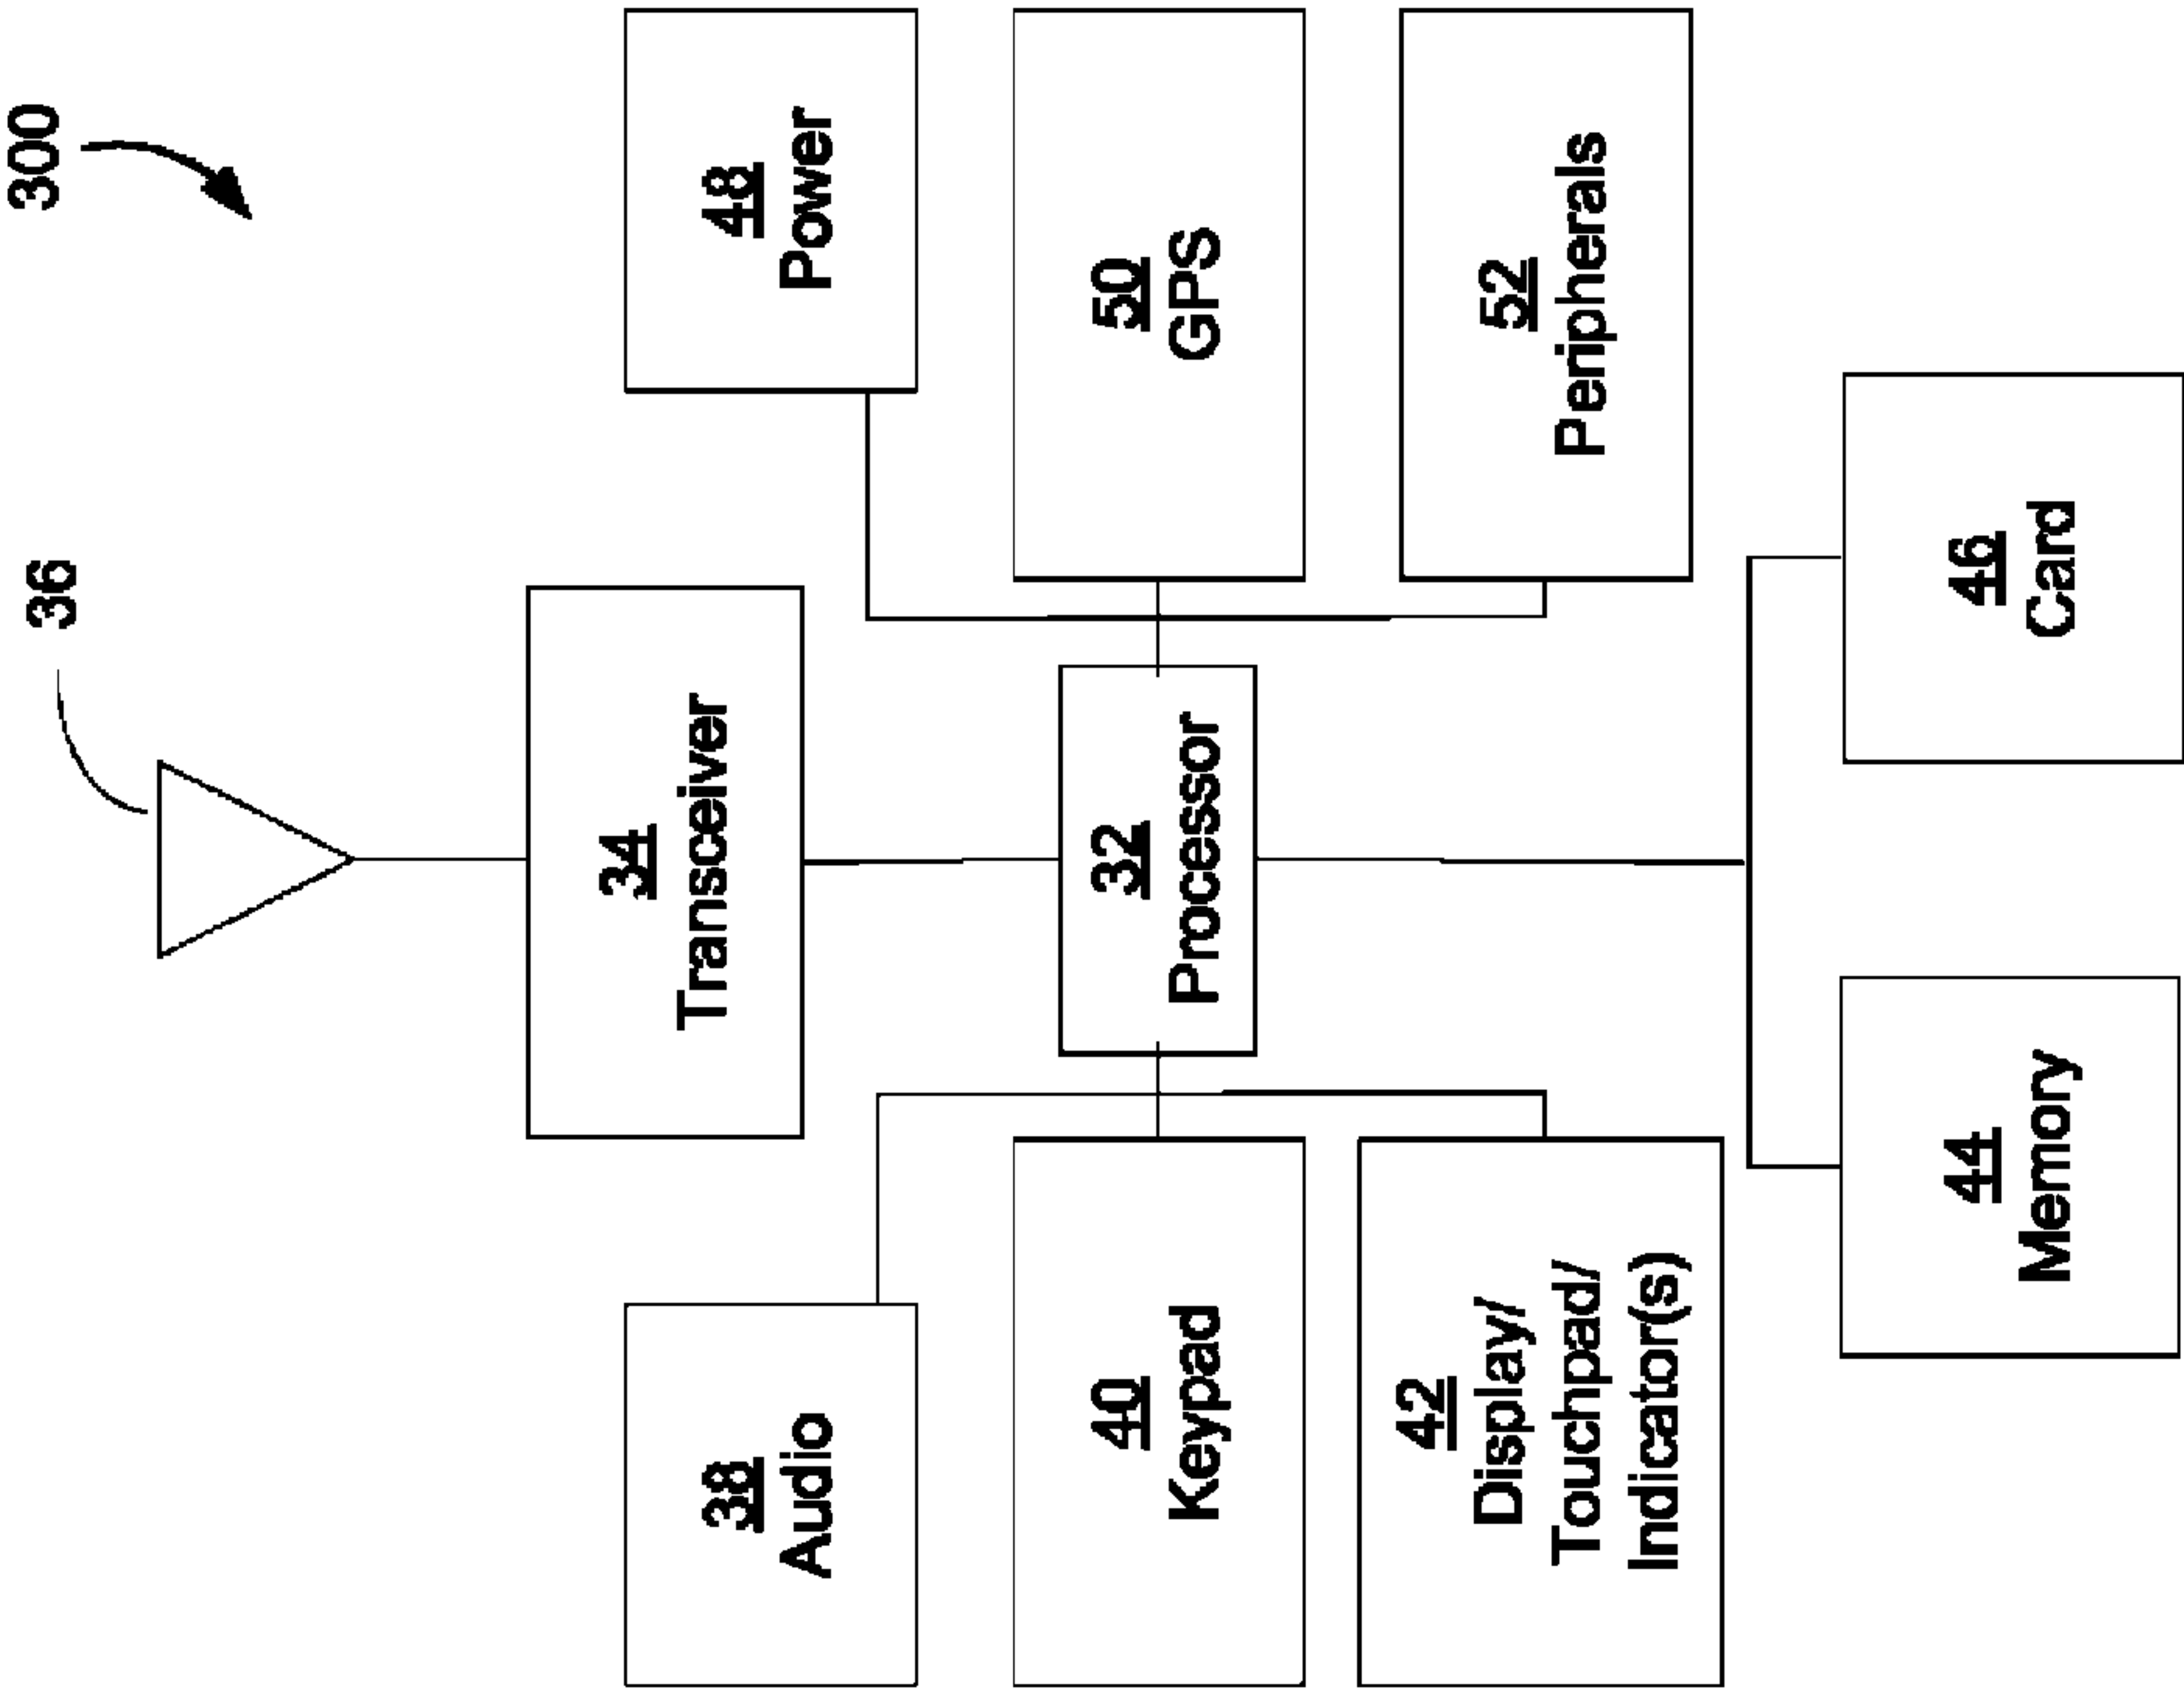 300
36
34
Transceiver
38
Audio
48
Power
40
Keypad
32
Processor
50
GPS
42
Display/
Touchpad/
Indicator(s)
52
Peripherals
44
Memory
46
Card